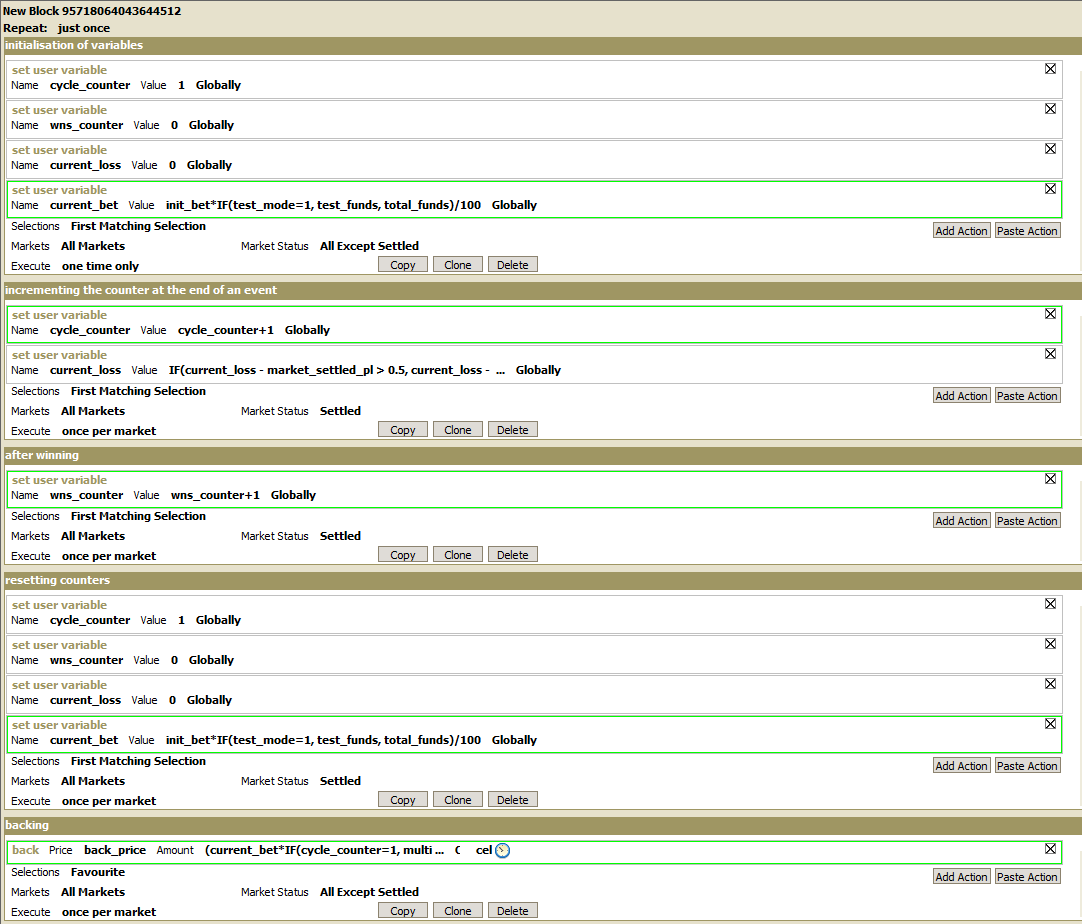 New Block 95718064043644512
Repeat: just once
initialisation of variables
set user variable
Name cycle_counter Value 1 Globally
set user variable
Name wns_counter Value 0 Globally
set user variable
Name current_loss Value 0 Globally
set user variable
Name current_bet Value init_bet*IF(test_mode=1, test_funds, total_funds)/100 Globally
Selections First Matching Selection Add Action Paste Action
Markets All Markets Market Status All Except Settled
Execute one time only Copy Clone Delete
incrementing the counter at the end of an event
set user variable
Name cycle_counter Value cycle_counter+1 Globally
set user variable
Name current_loss Value IF(current_loss - market_settled_pl > 0.5, current_loss - ... Globally
Selections First Matching Selection Add Action Paste Action
Markets All Markets Market Status Settled
Execute once per market Copy Clone Delete
after winning
set user variable
Name wns_counter Value wns_counter+1 Globally
Selections First Matching Selection Add Action Paste Action
Markets All Markets Market Status Settled
Execute once per market Copy Clone Delete
resetting counters
set user variable
Name cycle_counter Value 1 Globally
set user variable
Name wns_counter Value 0 Globally
set user variable
Name current_loss Value 0 Globally
set user variable
Name current_bet Value init_bet*IF(test_mode=1, test_funds, total_funds)/100 Globally
Selections First Matching Selection Add Action Paste Action
Markets All Markets Market Status Settled
Execute once per market Copy Clone Delete
backing
back Price back_price Amount (current_bet*IF(cycle_counter=1, multi ... cel
Selections Favourite Add Action Paste Action
Markets All Markets Market Status All Except Settled
Execute once per market Copy Clone Delete